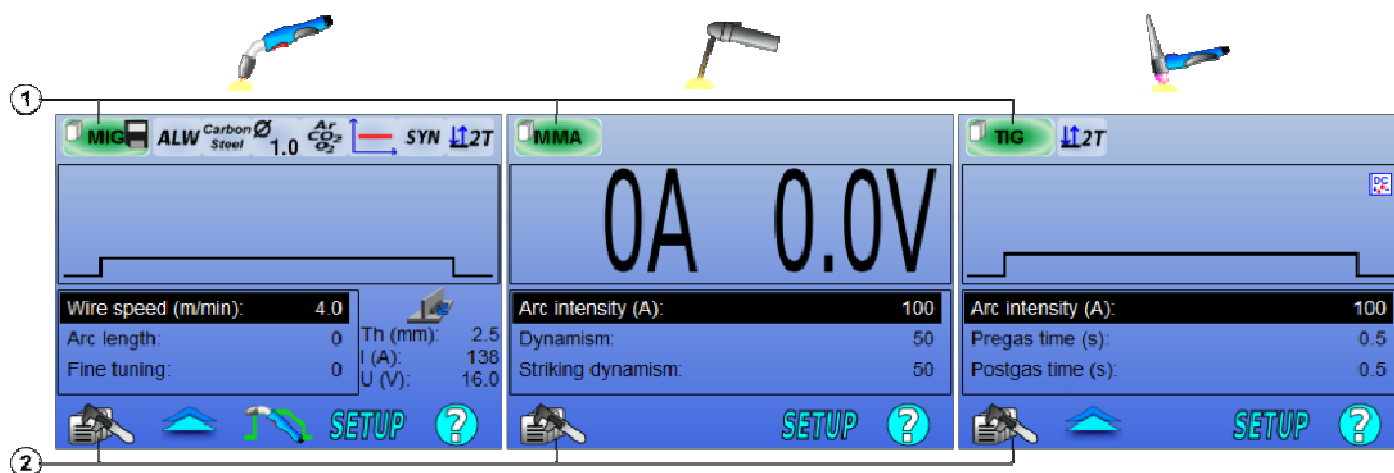 1
MIG ALW Carbon Steel Ø 1.0 Ar CO2 O2 SYN 2T
Wire speed (m/min): 4.0
Arc length: 0
Fine tuning: 0
Th (mm): 2.5
I (A): 138
U (V): 16.0
SETUP ?
MMA
0A 0.0V
Arc intensity (A): 100
Dynamism: 50
Striking dynamism: 50
SETUP ?
TIG 2T
DC
Arc intensity (A): 100
Pregas time (s): 0.5
Postgas time (s): 0.5
SETUP ?
2